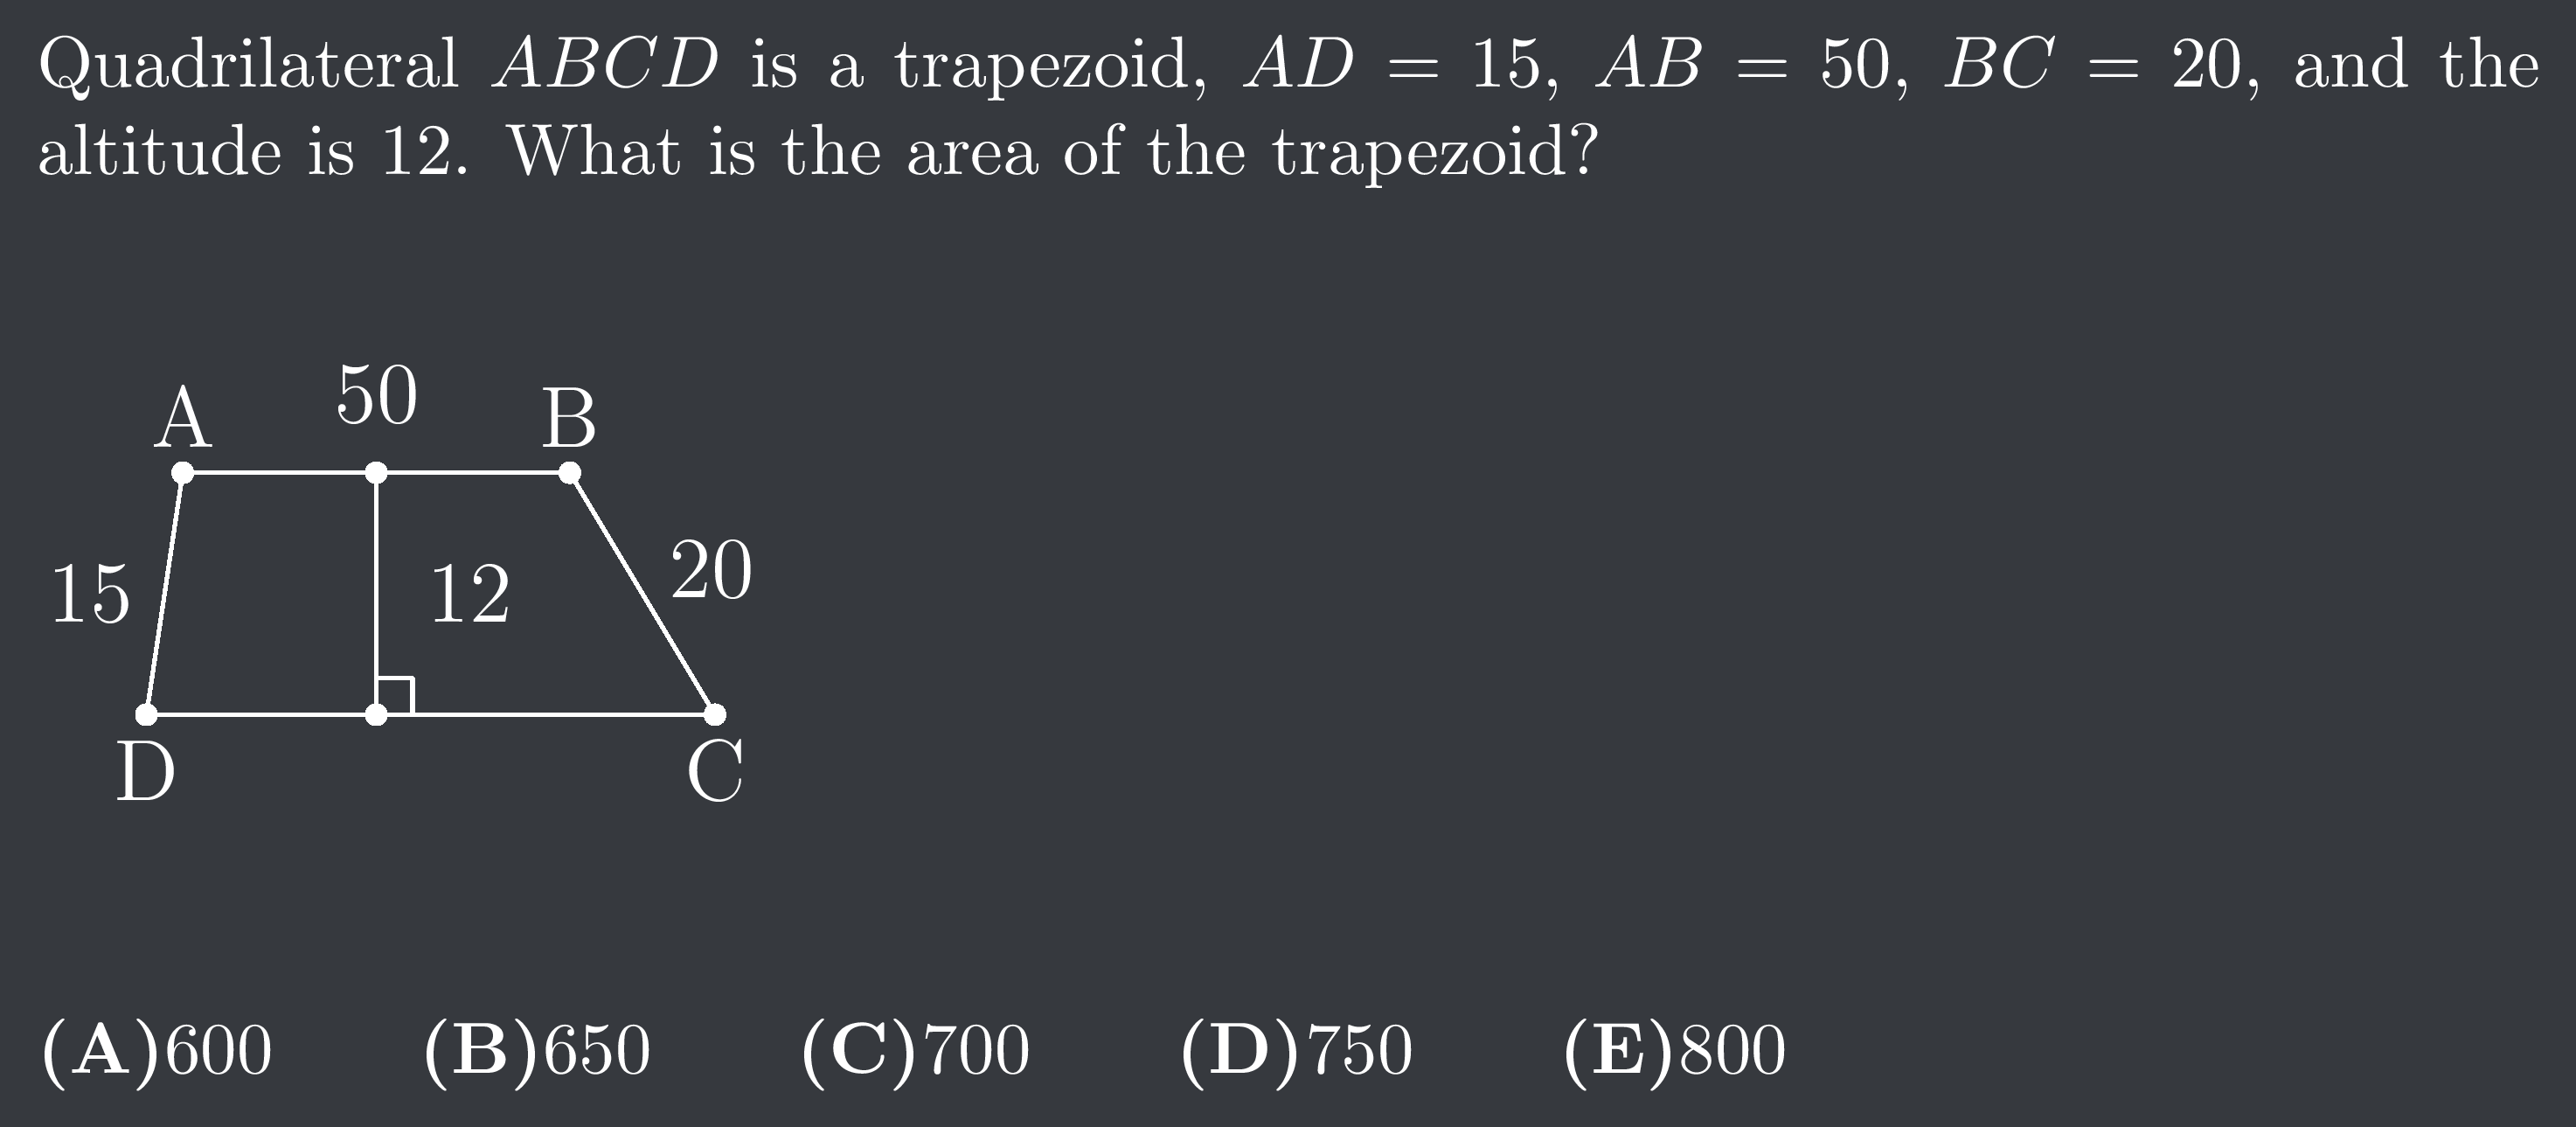 Quadrilateral ABCD is a trapezoid, AD = 15, AB = 50, BC = 20, and the
altitude is 12. What is the area of the trapezoid?
50
A B
15 12 20
D C
(A)600 (B)650 (C)700 (D)750 (E)800